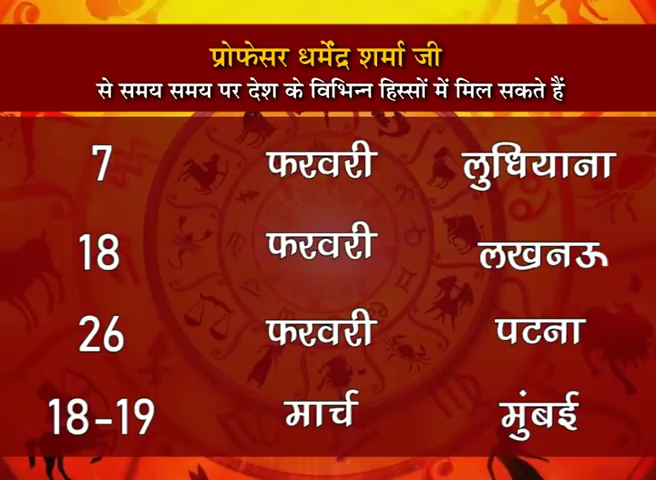 प्रोफेसर धर्मेंद्र शर्मा जी
से समय समय पर देश के विभिन्न हिस्सों में मिल सकते हैं
7 फरवरी लुधियाना
18 फरवरी लखनऊ
26 फरवरी पटना
18-19 मार्च मुंबई